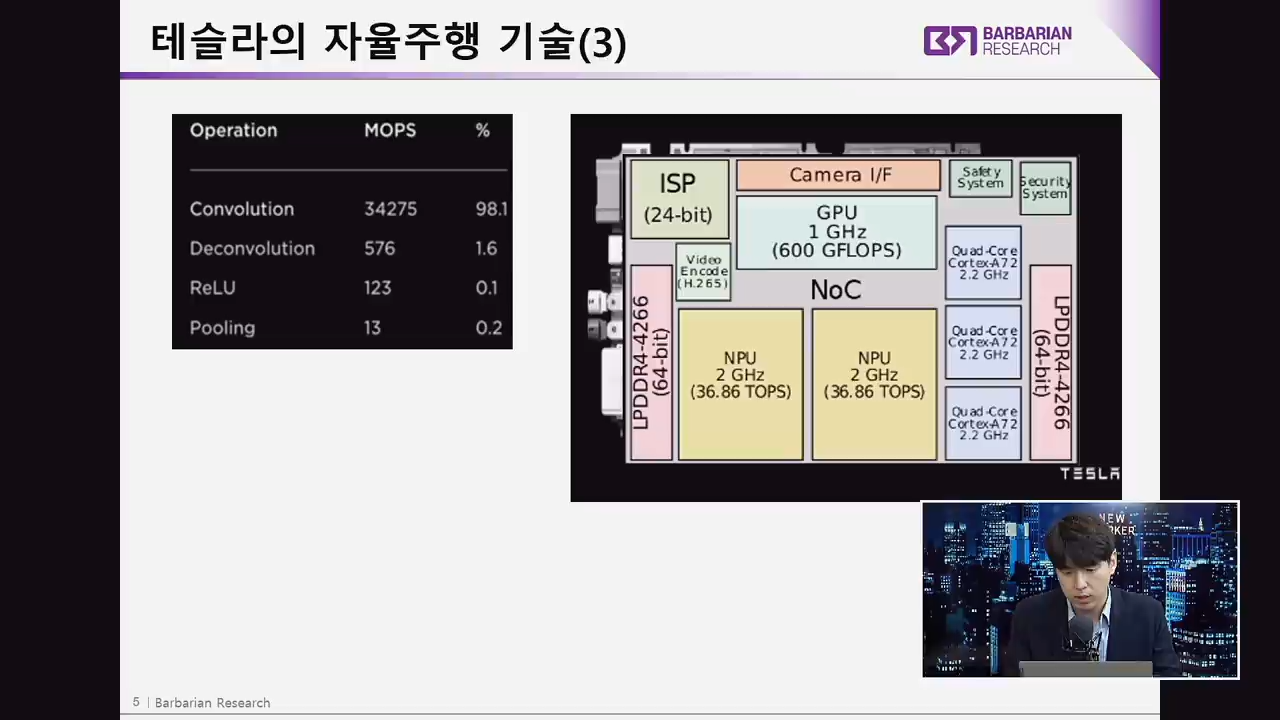 테슬라의 자율주행 기술(3)
BARBARIAN
RESEARCH
Operation MOPS %
Convolution 34275 98.1
Deconvolution 576 1.6
ReLU 123 0.1
Pooling 13 0.2
ISP
(24-bit)
Camera I/F
Safety
System
Security
System
GPU
1 GHz
(600 GFLOPS)
Video
Encode
(H.265)
NoC
Quad-Core
Cortex-A72
2.2 GHz
LPDDR4-4266
(64-bit)
NPU
2 GHz
(36.86 TOPS)
NPU
2 GHz
(36.86 TOPS)
Quad-Core
Cortex-A72
2.2 GHz
Quad-Core
Cortex-A72
2.2 GHz
LPDDR4-4266
(64-bit)
TESLA
NEW
5 | Barbarian Research